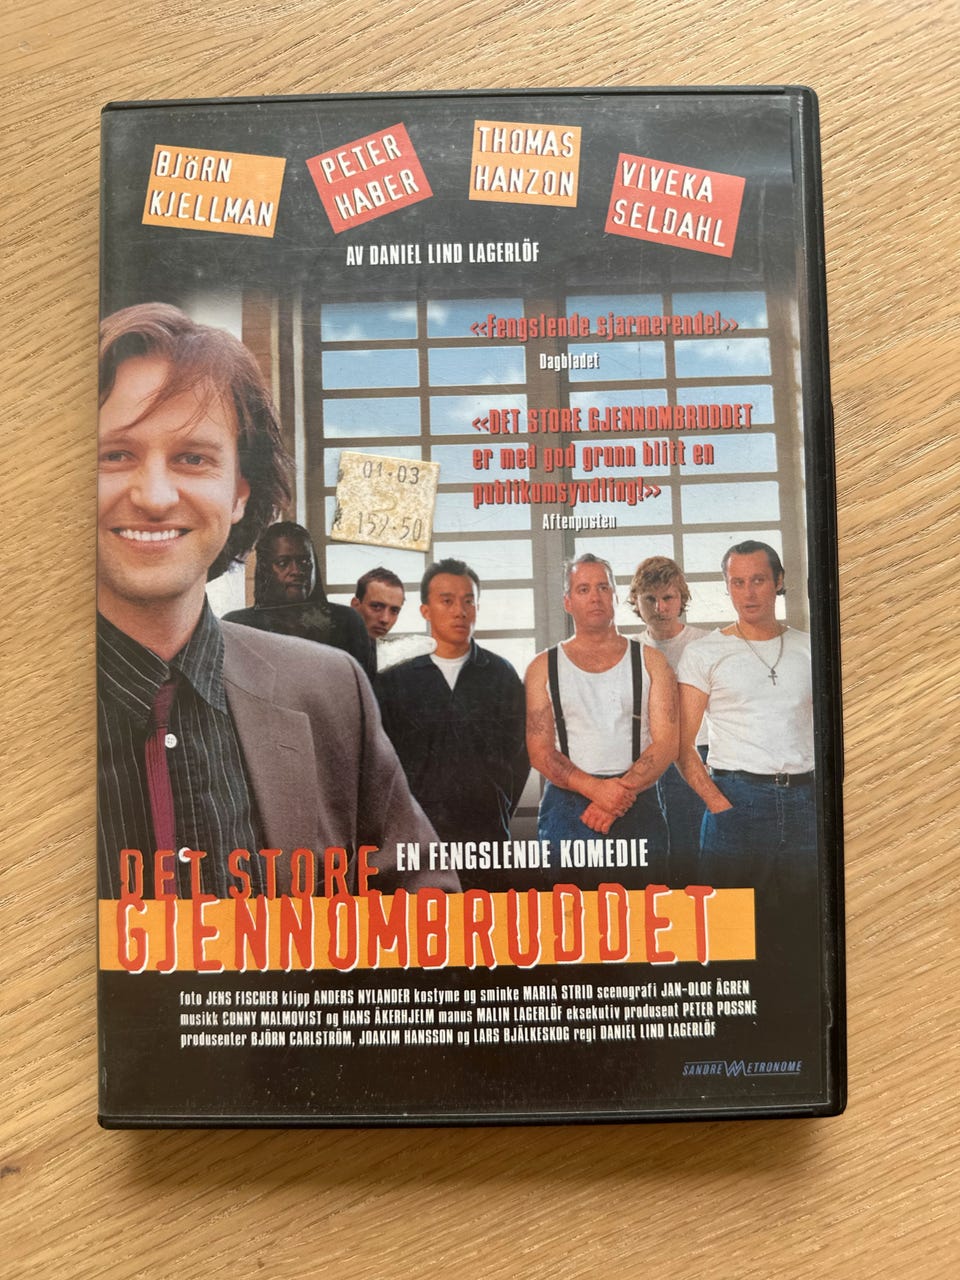 BJÖRN
KJELLMAN
PETER
HABER
THOMAS
HANZON
VIVEKA
SELDAHL
AV DANIEL LIND LAGERLÖF
«Fengslende sjarmerende!»
Dagbladet
«DET STORE GJENNOMBRUDDET
er med god grunn blitt en
publikumsyndling!»
Aftenposten
01-03
159-50
EN FENGSLENDE KOMEDIE
DET STORE
GJENNOMBRUDDET
foto JENS FISCHER klipp ANDERS NYLANDER kostyme og sminke MARIA STRID scenografi JAN-OLOF ÅGREN
musikk CONNY MALMQVIST og HANS ÅKERHJELM manus MALIN LAGERLÖF eksekutiv produsent PETER POSSNE
produsenter BJÖRN CARLSTRÖM, JOAKIM HANSSON og LARS BJÄLKESKOG regi DANIEL LIND LAGERLÖF
SANDREW METRONOME